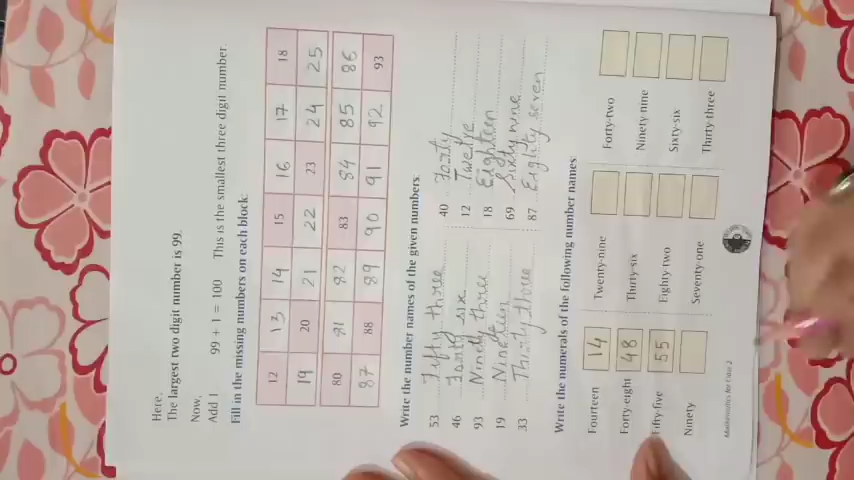 Here,
The largest two digit number is 99.
Now,
Add 1 99 + 1 = 100 This is the smallest three digit number.
Fill in the missing numbers on each block:
12 13 14 15 16 17 18
19 20 21 22 23 24 25
80 81 82 83 84 85 86
87 88 89 90 91 92 93
Write the number names of the given numbers:
53 Fifty three 40 Forty
46 Forty six 12 Twelve
93 Ninety three 18 Eighteen
19 Nineteen 69 Sixty nine
33 Thirty three 87 Eighty seven
Write the numerals of the following number names:
Fourteen 14 Twenty-nine Forty-two
Forty-eight 48 Thirty-six Ninety-nine
Fifty-five 55 Eighty-two Sixty-six
Ninety Seventy-one Thirty-three
Mathematics for Class 2